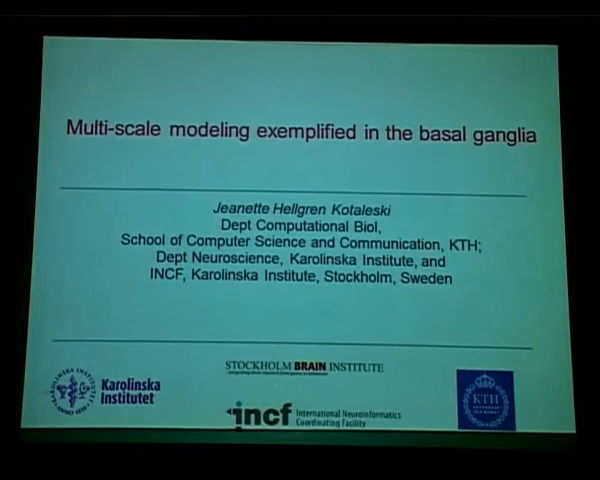 Multi-scale modeling exemplified in the basal ganglia
Jeanette Hellgren Kotaleski
Dept Computational Biol,
School of Computer Science and Communication, KTH;
Dept Neuroscience, Karolinska Institute, and
INCF, Karolinska Institute, Stockholm, Sweden
STOCKHOLM BRAIN INSTITUTE
Karolinska
Institutet
incf International Neuroinformatics
Coordinating Facility
KTH